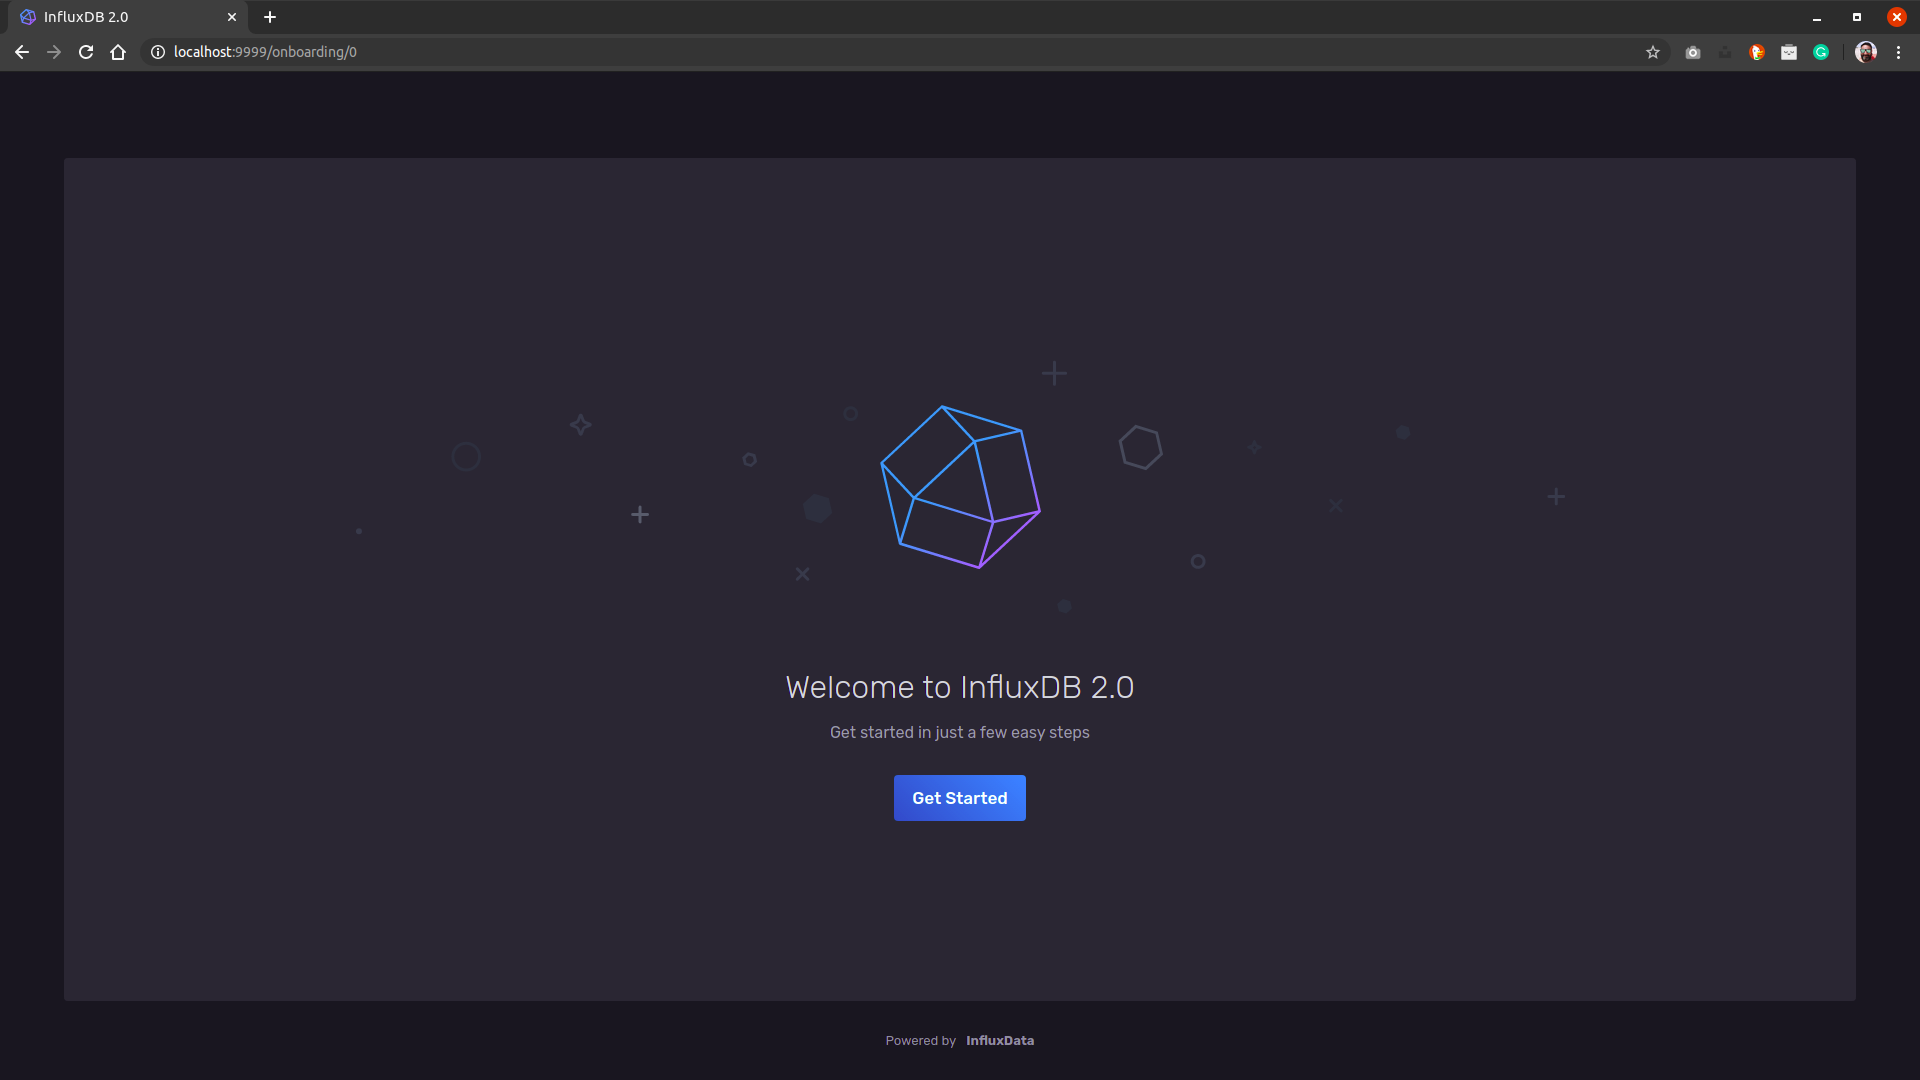 InfluxDB 2.0
localhost:9999/onboarding/0
Welcome to InfluxDB 2.0
Get started in just a few easy steps
Get Started
Powered by InfluxData